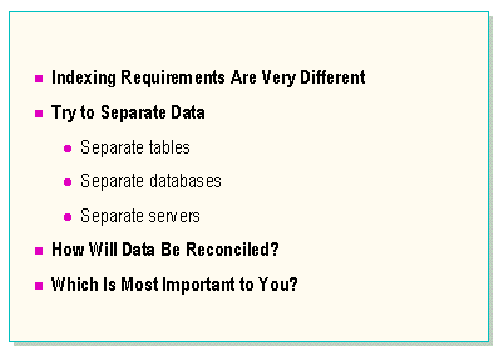 Indexing Requirements Are Very Different
Try to Separate Data
Separate tables
Separate databases
Separate servers
How Will Data Be Reconciled?
Which Is Most Important to You?